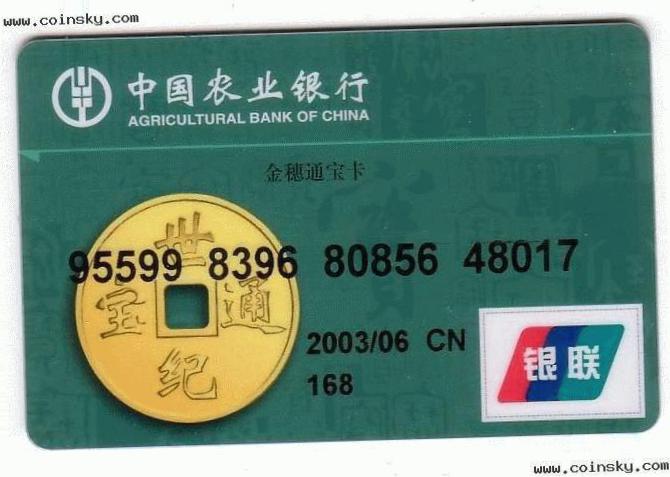 www.coinsky.com
中国农业银行
AGRICULTURAL BANK OF CHINA
金穗通宝卡
世
95599 8396 80856 48017
宝 通
纪
2003/06 CN
168
银联
www.coinsky.com